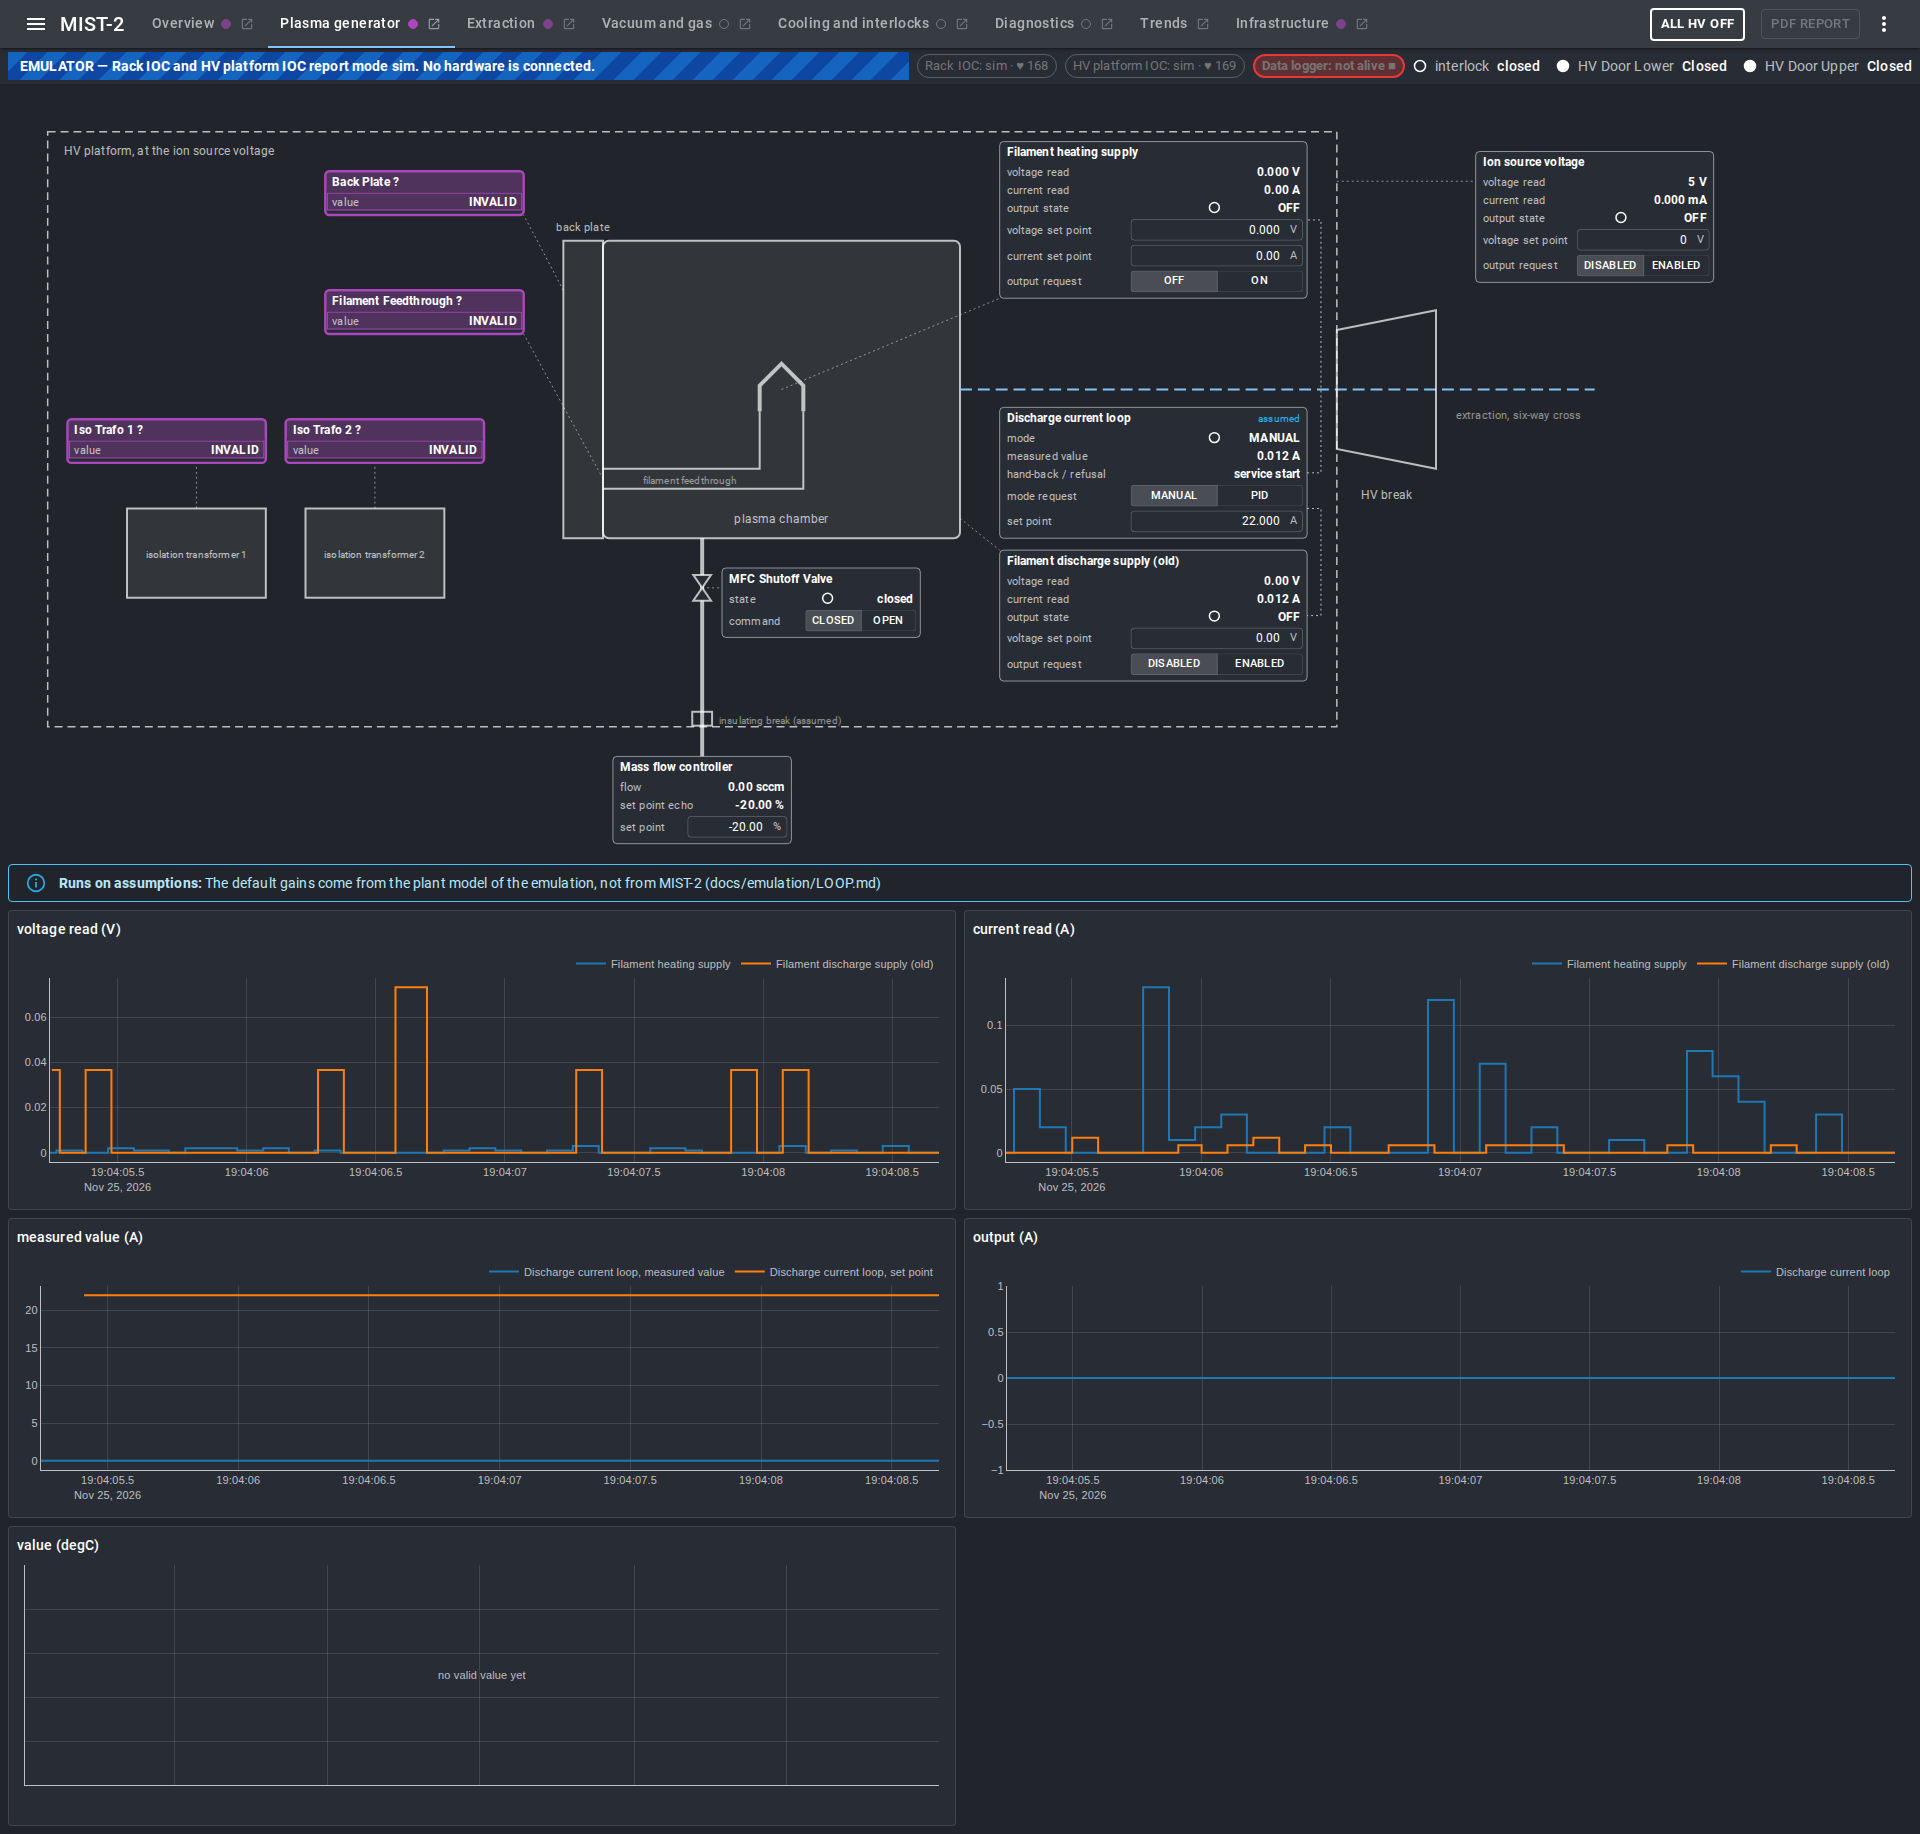 MIST-2
Overview
Plasma generator
Extraction
Vacuum and gas
Cooling and interlocks
Diagnostics
Trends
Infrastructure
ALL HV OFF
PDF REPORT
EMULATOR — Rack IOC and HV platform IOC report mode sim. No hardware is connected.
Rack IOC: sim · ♥ 168
HV platform IOC: sim · ♥ 169
Data logger: not alive ■
interlock closed
HV Door Lower Closed
HV Door Upper Closed
HV platform, at the ion source voltage
Back Plate ?
value INVALID
back plate
Filament Feedthrough ?
value INVALID
Iso Trafo 1 ?
value INVALID
Iso Trafo 2 ?
value INVALID
isolation transformer 1
isolation transformer 2
filament feedthrough
plasma chamber
MFC Shutoff Valve
state closed
command CLOSED OPEN
insulating break (assumed)
Mass flow controller
flow 0.00 sccm
set point echo -20.00 %
set point -20.00 %
Filament heating supply
voltage read 0.000 V
current read 0.00 A
output state OFF
voltage set point 0.000 V
current set point 0.00 A
output request OFF ON
Discharge current loop assumed
mode MANUAL
measured value 0.012 A
hand-back / refusal service start
mode request MANUAL PID
set point 22.000 A
Filament discharge supply (old)
voltage read 0.00 V
current read 0.012 A
output state OFF
voltage set point 0.00 V
output request DISABLED ENABLED
Ion source voltage
voltage read 5 V
current read 0.000 mA
output state OFF
voltage set point 0 V
output request DISABLED ENABLED
extraction, six-way cross
HV break
Runs on assumptions: The default gains come from the plant model of the emulation, not from MIST-2 (docs/emulation/LOOP.md)
voltage read (V)
Filament heating supply
Filament discharge supply (old)
0.06
0.04
0.02
0
19:04:05.5 19:04:06 19:04:06.5 19:04:07 19:04:07.5 19:04:08 19:04:08.5
Nov 25, 2026
current read (A)
Filament heating supply
Filament discharge supply (old)
0.1
0.05
0
19:04:05.5 19:04:06 19:04:06.5 19:04:07 19:04:07.5 19:04:08 19:04:08.5
Nov 25, 2026
measured value (A)
Discharge current loop, measured value
Discharge current loop, set point
20
15
10
5
0
19:04:05.5 19:04:06 19:04:06.5 19:04:07 19:04:07.5 19:04:08 19:04:08.5
Nov 25, 2026
output (A)
Discharge current loop
1
0.5
0
−0.5
−1
19:04:05.5 19:04:06 19:04:06.5 19:04:07 19:04:07.5 19:04:08 19:04:08.5
Nov 25, 2026
value (degC)
no valid value yet